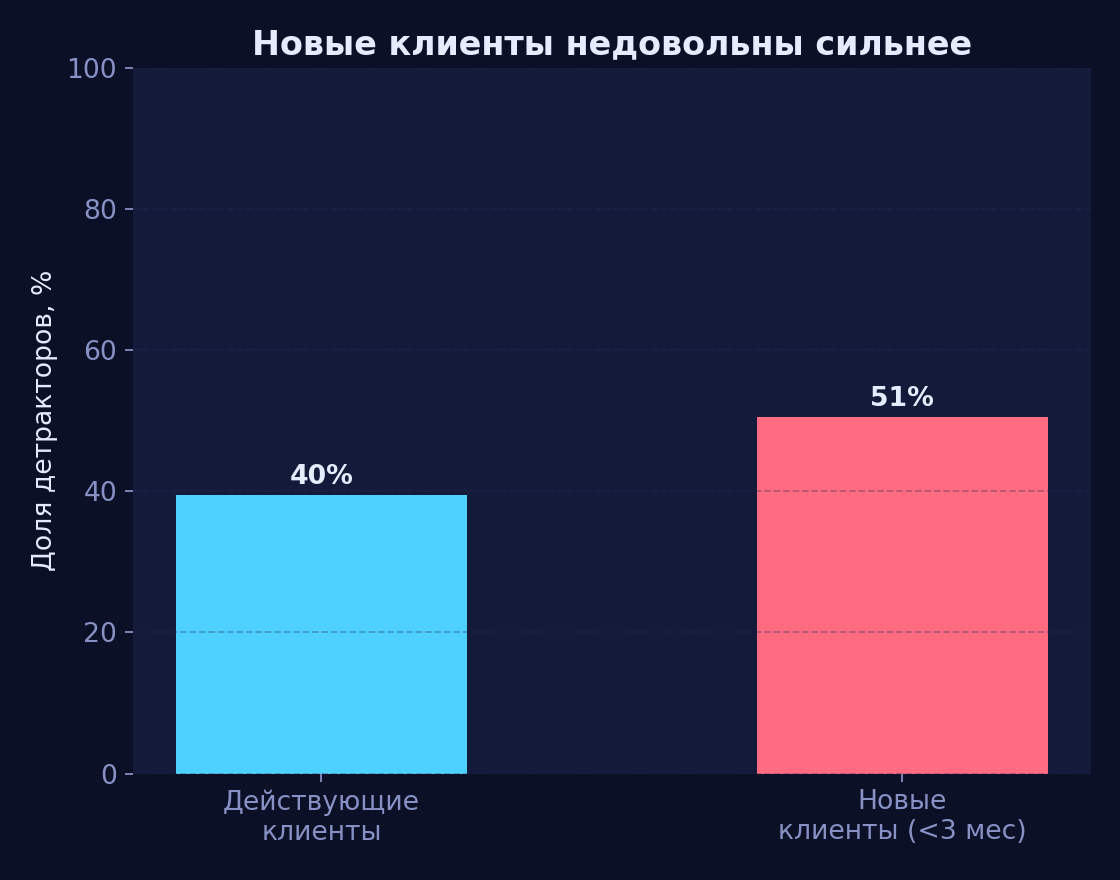 Новые клиенты недовольны сильнее
Доля детракторов, %
100
80
60
40
20
0
40%
51%
Действующие
клиенты
Новые
клиенты (<3 мес)